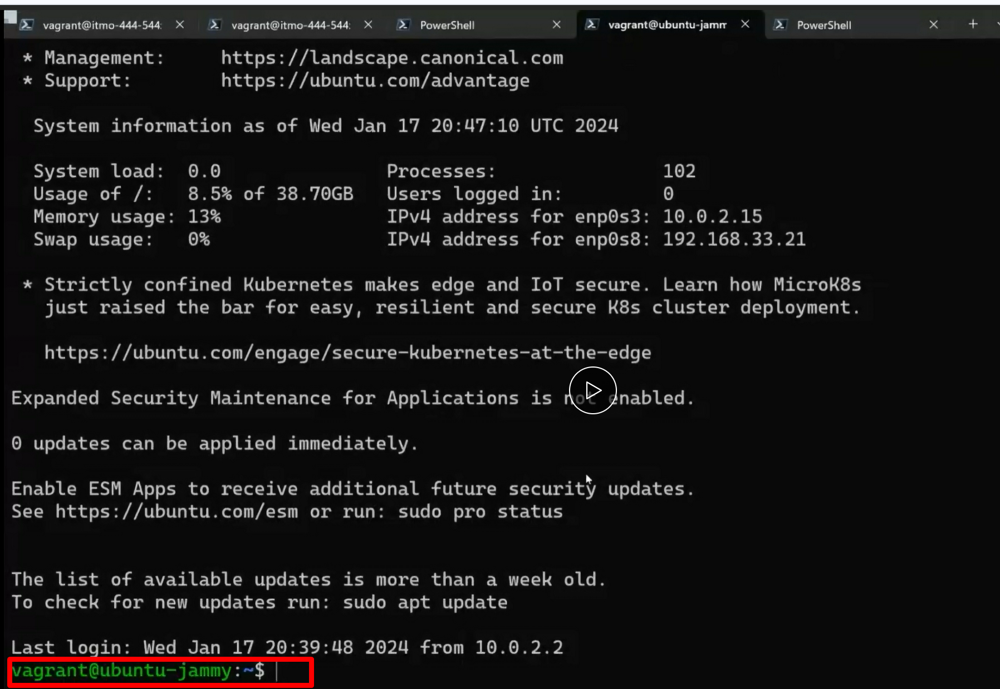 vagrant@itmo-444-544: vagrant@itmo-444-544: PowerShell vagrant@ubuntu-jamm PowerShell
* Management: https://landscape.canonical.com
* Support: https://ubuntu.com/advantage
System information as of Wed Jan 17 20:47:10 UTC 2024
System load: 0.0 Processes: 102
Usage of /: 8.5% of 38.70GB Users logged in: 0
Memory usage: 13% IPv4 address for enp0s3: 10.0.2.15
Swap usage: 0% IPv4 address for enp0s8: 192.168.33.21
* Strictly confined Kubernetes makes edge and IoT secure. Learn how MicroK8s
just raised the bar for easy, resilient and secure K8s cluster deployment.
https://ubuntu.com/engage/secure-kubernetes-at-the-edge
Expanded Security Maintenance for Applications is not enabled.
0 updates can be applied immediately.
Enable ESM Apps to receive additional future security updates.
See https://ubuntu.com/esm or run: sudo pro status
The list of available updates is more than a week old.
To check for new updates run: sudo apt update
Last login: Wed Jan 17 20:39:48 2024 from 10.0.2.2
vagrant@ubuntu-jammy:~$